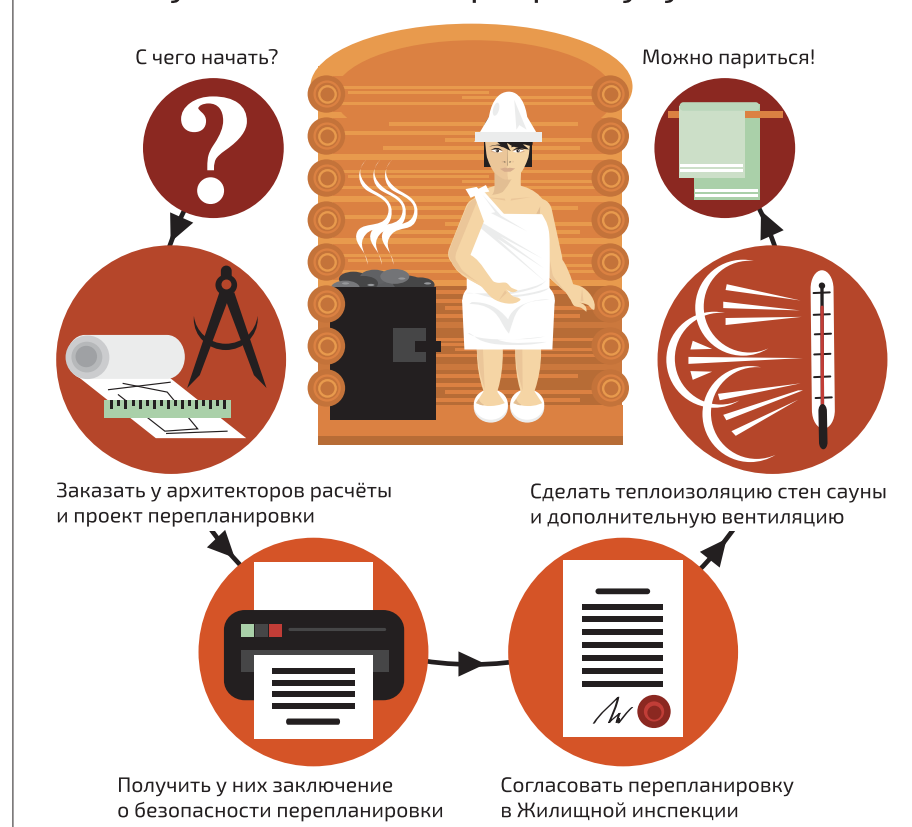 С чего начать?
Заказать у архитекторов расчёты
и проект перепланировки
Получить у них заключение
о безопасности перепланировки
Согласовать перепланировку
в Жилищной инспекции
Сделать теплоизоляцию стен сауны
и дополнительную вентиляцию
Можно париться!